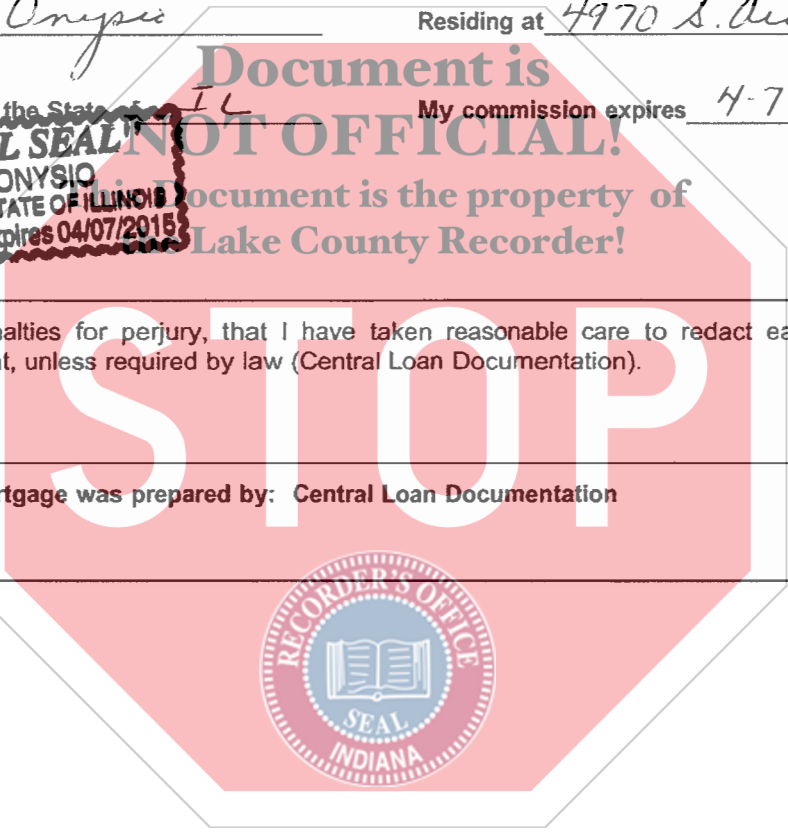 Onysio Residing at 4970 S.
Document is
the State of IL My commission expires 4-7
L SEAL"
NOT OFFICIAL!
ONYSIO
This Document is the property of
TATE OF ILLINOIS
pires 04/07/2015
the Lake County Recorder!
alties for perjury, that I have taken reasonable care to redact ea
t, unless required by law (Central Loan Documentation).
STOP
rtgage was prepared by: Central Loan Documentation
RECORDER'S OFFICE
SEAL
INDIANA